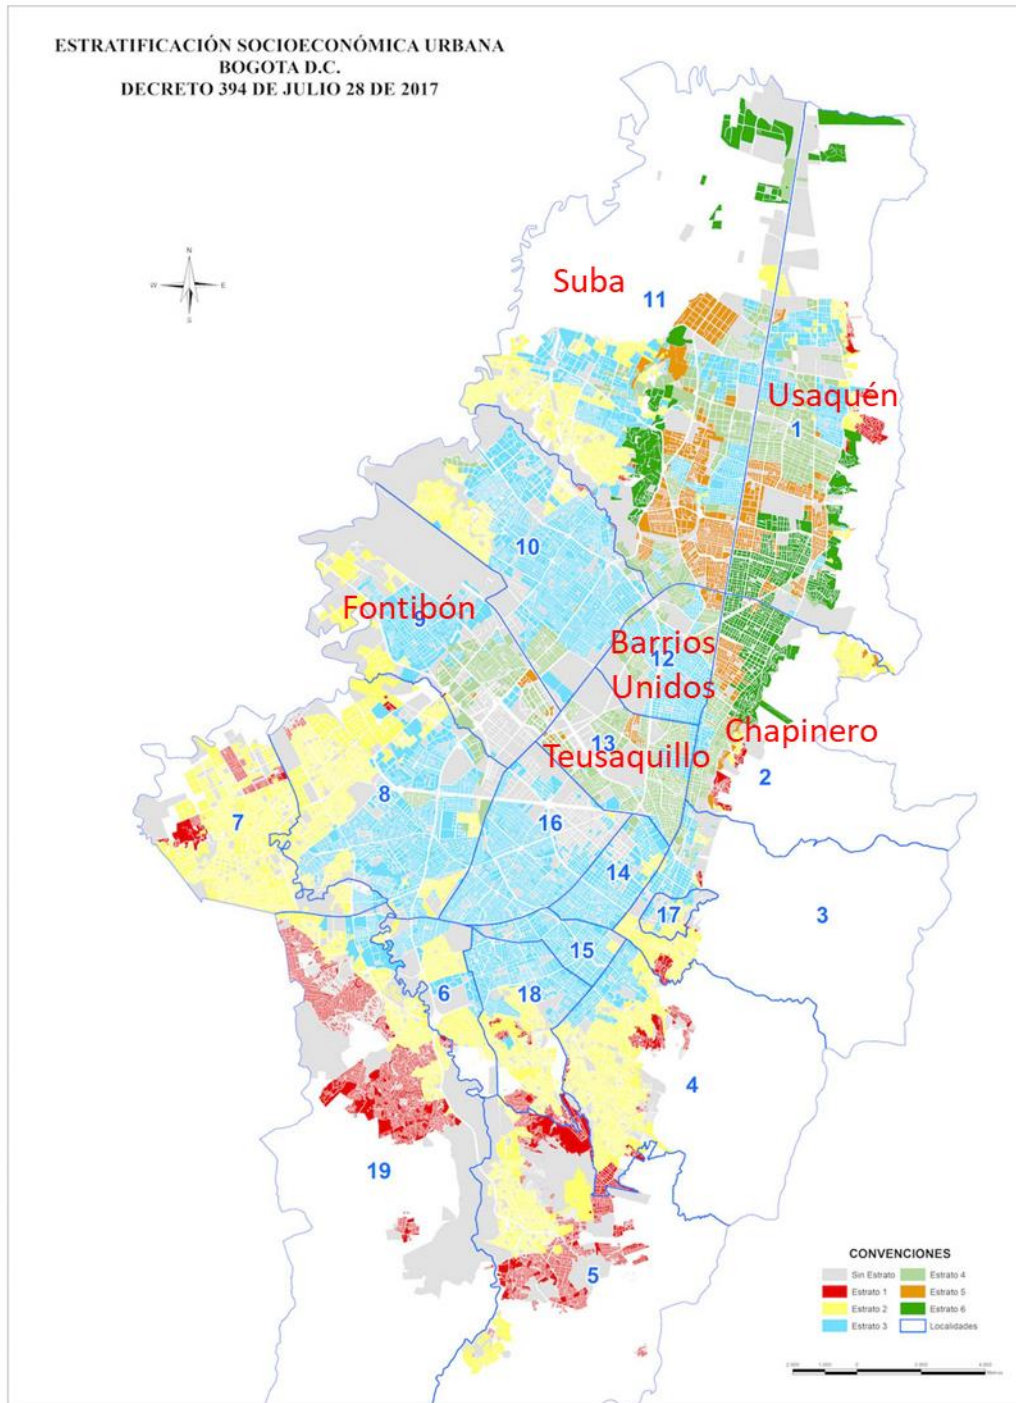 ESTRATIFICACIÓN SOCIOECONÓMICA URBANA
BOGOTA D.C.
DECRETO 394 DE JULIO 28 DE 2017
N
W E
S
Suba
11
Usaquén
1
10
Fontibón
9
Barrios
12
Unidos
Chapinero
13
Teusaquillo
2
8
7
16
14
17
3
15
6
18
4
19
5
CONVENCIONES
Sin Estrato
Estrato 4
Estrato 1
Estrato 5
Estrato 2
Estrato 6
Estrato 3
Localidades